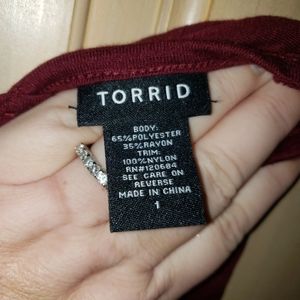 TORRID
BODY:
65%POLYESTER
35%RAYON
TRIM:
100%NYLON
RN#120684
SEE CARE ON
REVERSE
MADE IN CHINA
1